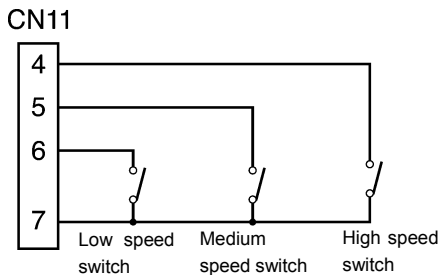 CN11
4
5
6
7
Low speed
switch
Medium
speed switch
High speed
switch